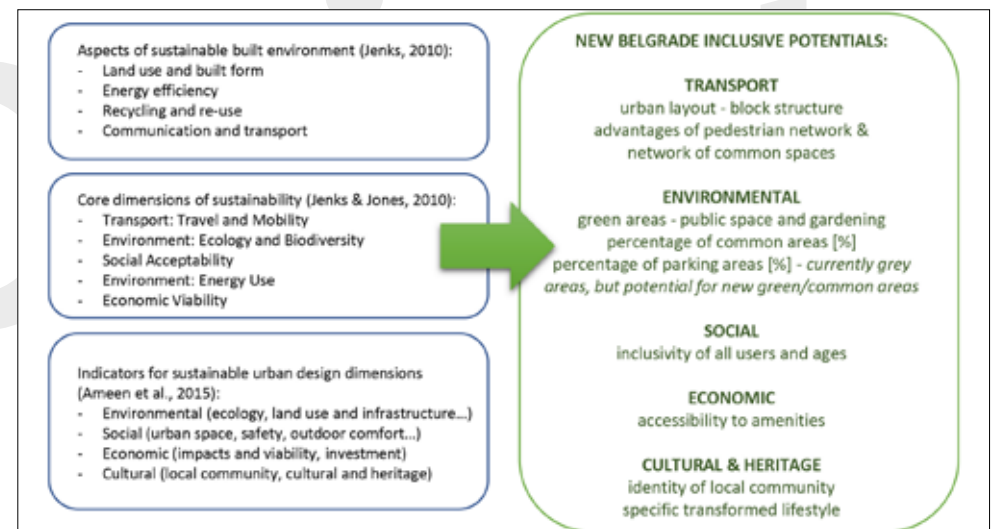 Aspects of sustainable built environment (Jenks, 2010):
- Land use and built form
- Energy efficiency
- Recycling and re-use
- Communication and transport
Core dimensions of sustainability (Jenks & Jones, 2010):
- Transport: Travel and Mobility
- Environment: Ecology and Biodiversity
- Social Acceptability
- Environment: Energy Use
- Economic Viability
Indicators for sustainable urban design dimensions
(Ameen et al., 2015):
- Environmental (ecology, land use and infrastructure...)
- Social (urban space, safety, outdoor comfort...)
- Economic (impacts and viability, investment)
- Cultural (local community, cultural and heritage)
NEW BELGRADE INCLUSIVE POTENTIALS:
TRANSPORT
urban layout - block structure
advantages of pedestrian network &
network of common spaces
ENVIRONMENTAL
green areas - public space and gardening
percentage of common areas [%]
percentage of parking areas [%] - currently grey
areas, but potential for new green/common areas
SOCIAL
inclusivity of all users and ages
ECONOMIC
accessibility to amenities
CULTURAL & HERITAGE
identity of local community
specific transformed lifestyle